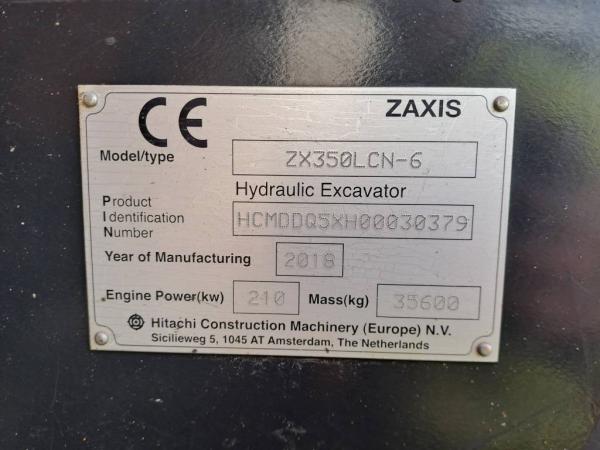 CE ZAXIS
Model/type ZX350LCN-6
Hydraulic Excavator
Product
Identification HCMDDQ5XH00030379
Number
Year of Manufacturing 2018
Engine Power(kw) 210 Mass(kg) 35600
Hitachi Construction Machinery (Europe) N.V.
Sicilieweg 5, 1045 AT Amsterdam, The Netherlands